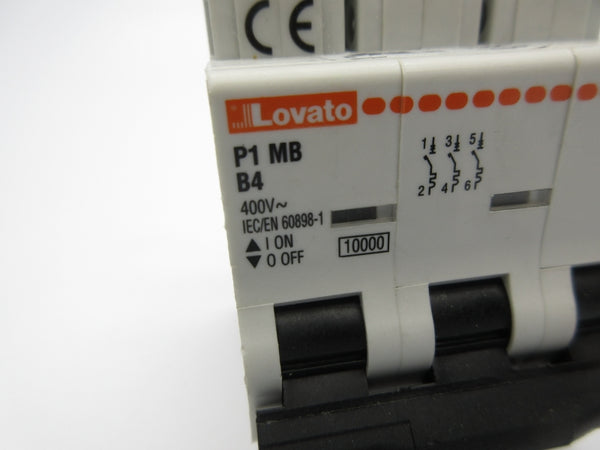 CE
Lovato
P1 MB
B4
400V~
IEC/EN 60898-1
▲ I ON
▼ O OFF
10000
1 3 5
2 4 6